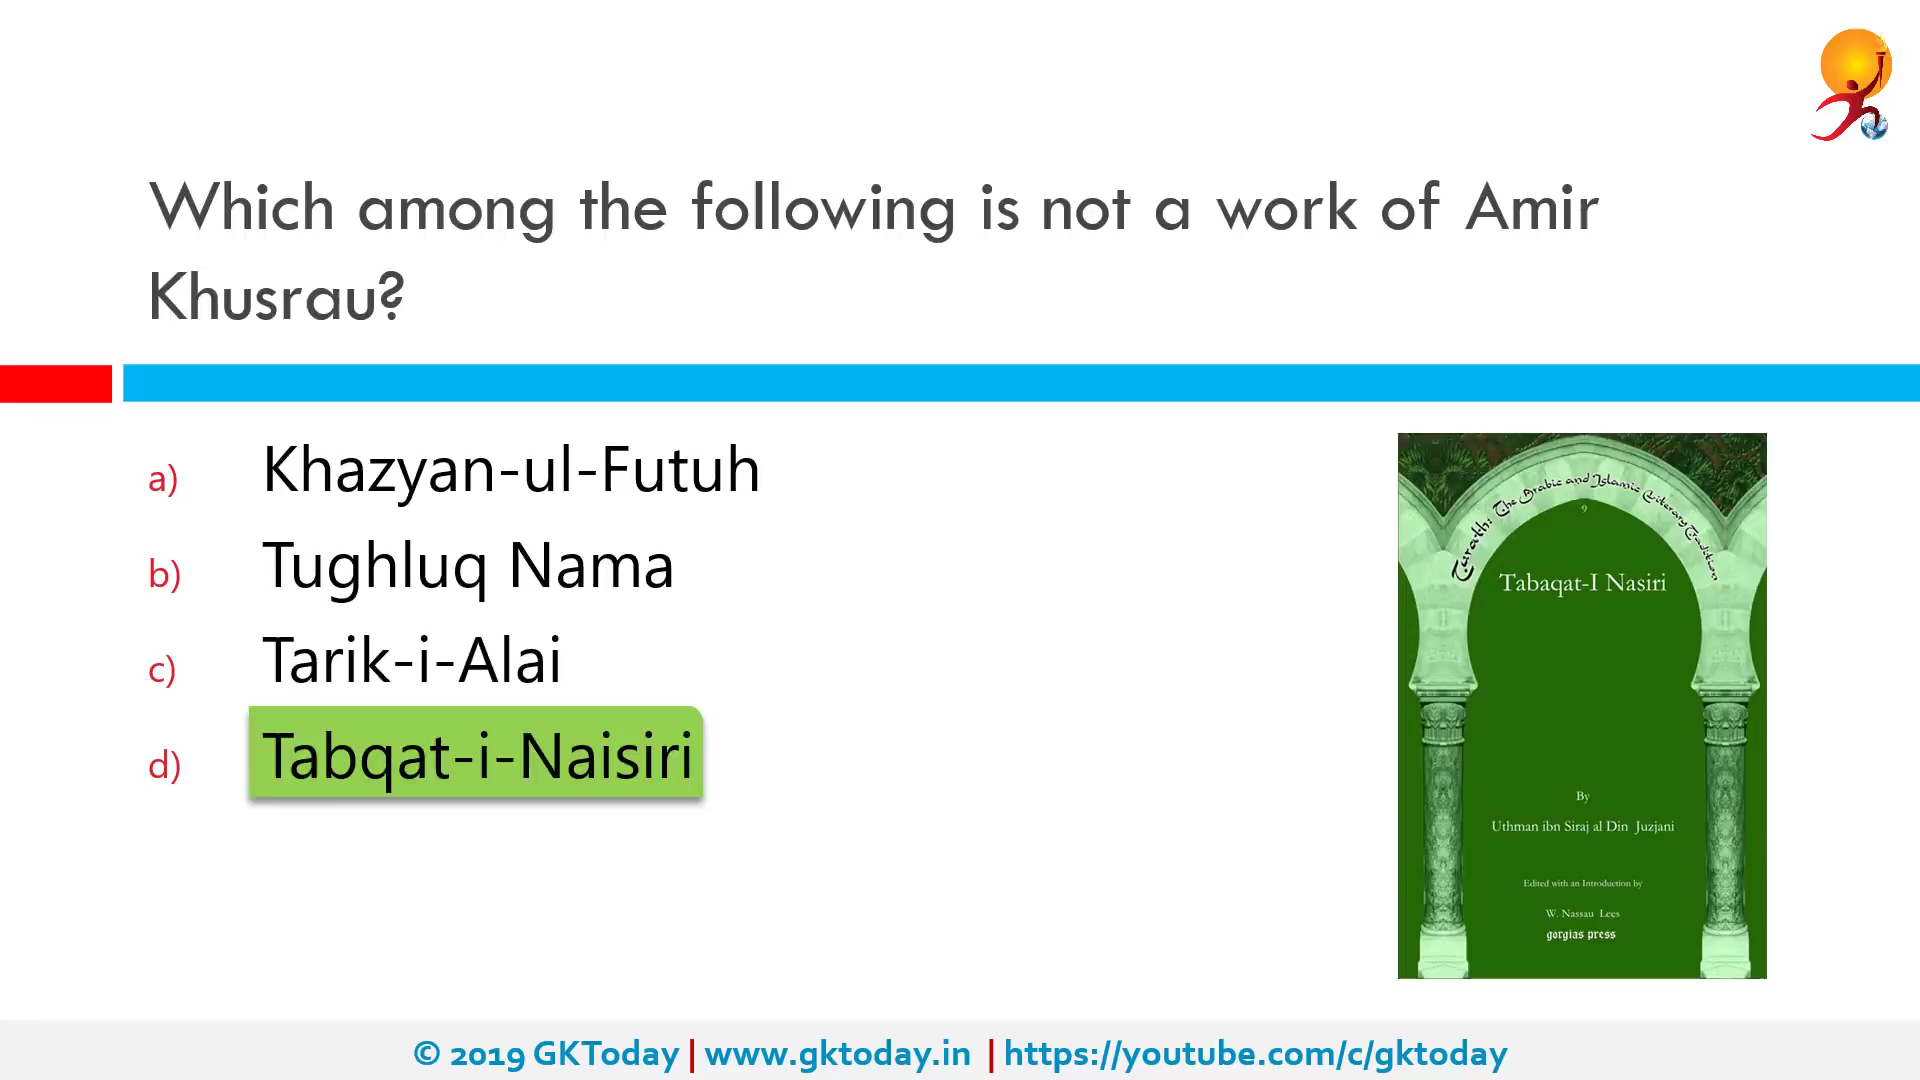 Which among the following is not a work of Amir
Khusrau?
a) Khazyan-ul-Futuh
b) Tughluq Nama
c) Tarik-i-Alai
d) Tabqat-i-Naisiri
Turath: The Arabic and Islamic Literary Tradition
9
Tabaqat-I Nasiri
By
Uthman ibn Siraj al Din Juzjani
Edited with an Introduction by
W. Nassau Lees
gorgias press
© 2019 GKToday | www.gktoday.in | https://youtube.com/c/gktoday